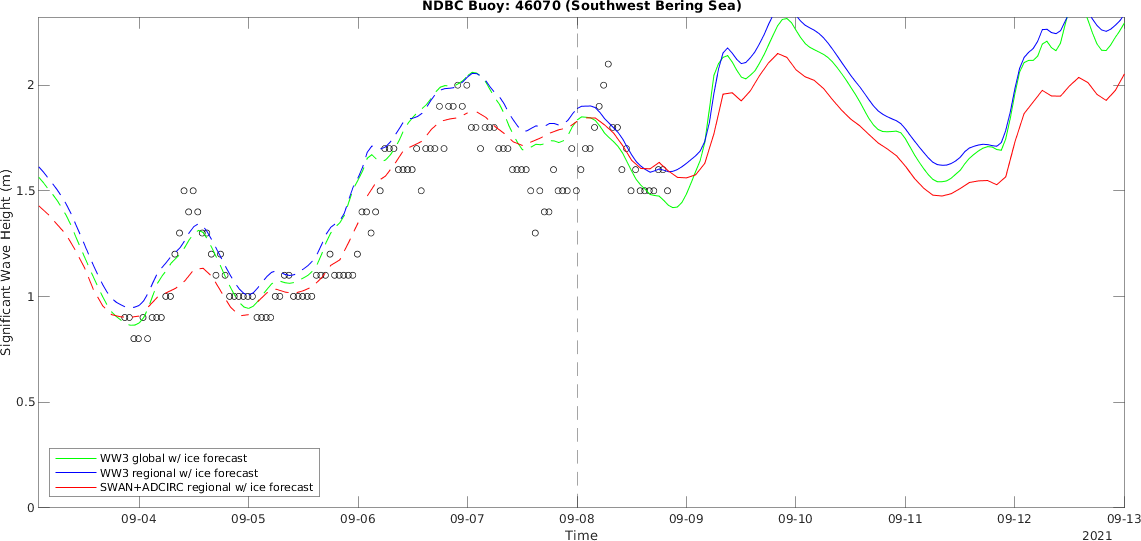 NDBC Buoy: 46070 (Southwest Bering Sea)
Significant Wave Height (m)
2
1.5
1
0.5
0
WW3 global w/ ice forecast
WW3 regional w/ ice forecast
SWAN+ADCIRC regional w/ ice forecast
09-04 09-05 09-06 09-07 09-08 09-09 09-10 09-11 09-12 09-13
Time
2021